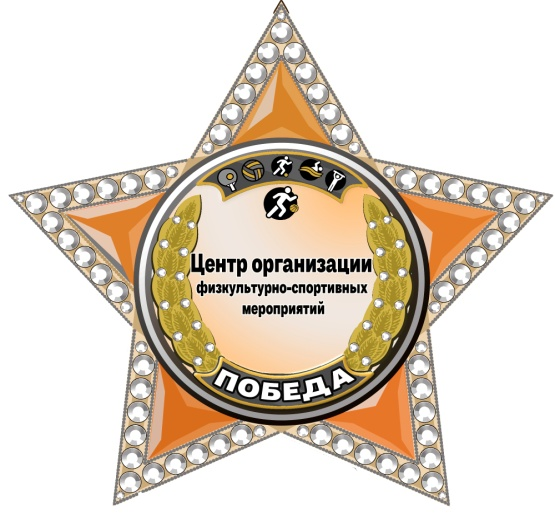 Центр организации
физкультурно-спортивных
мероприятий
ПОБЕДА